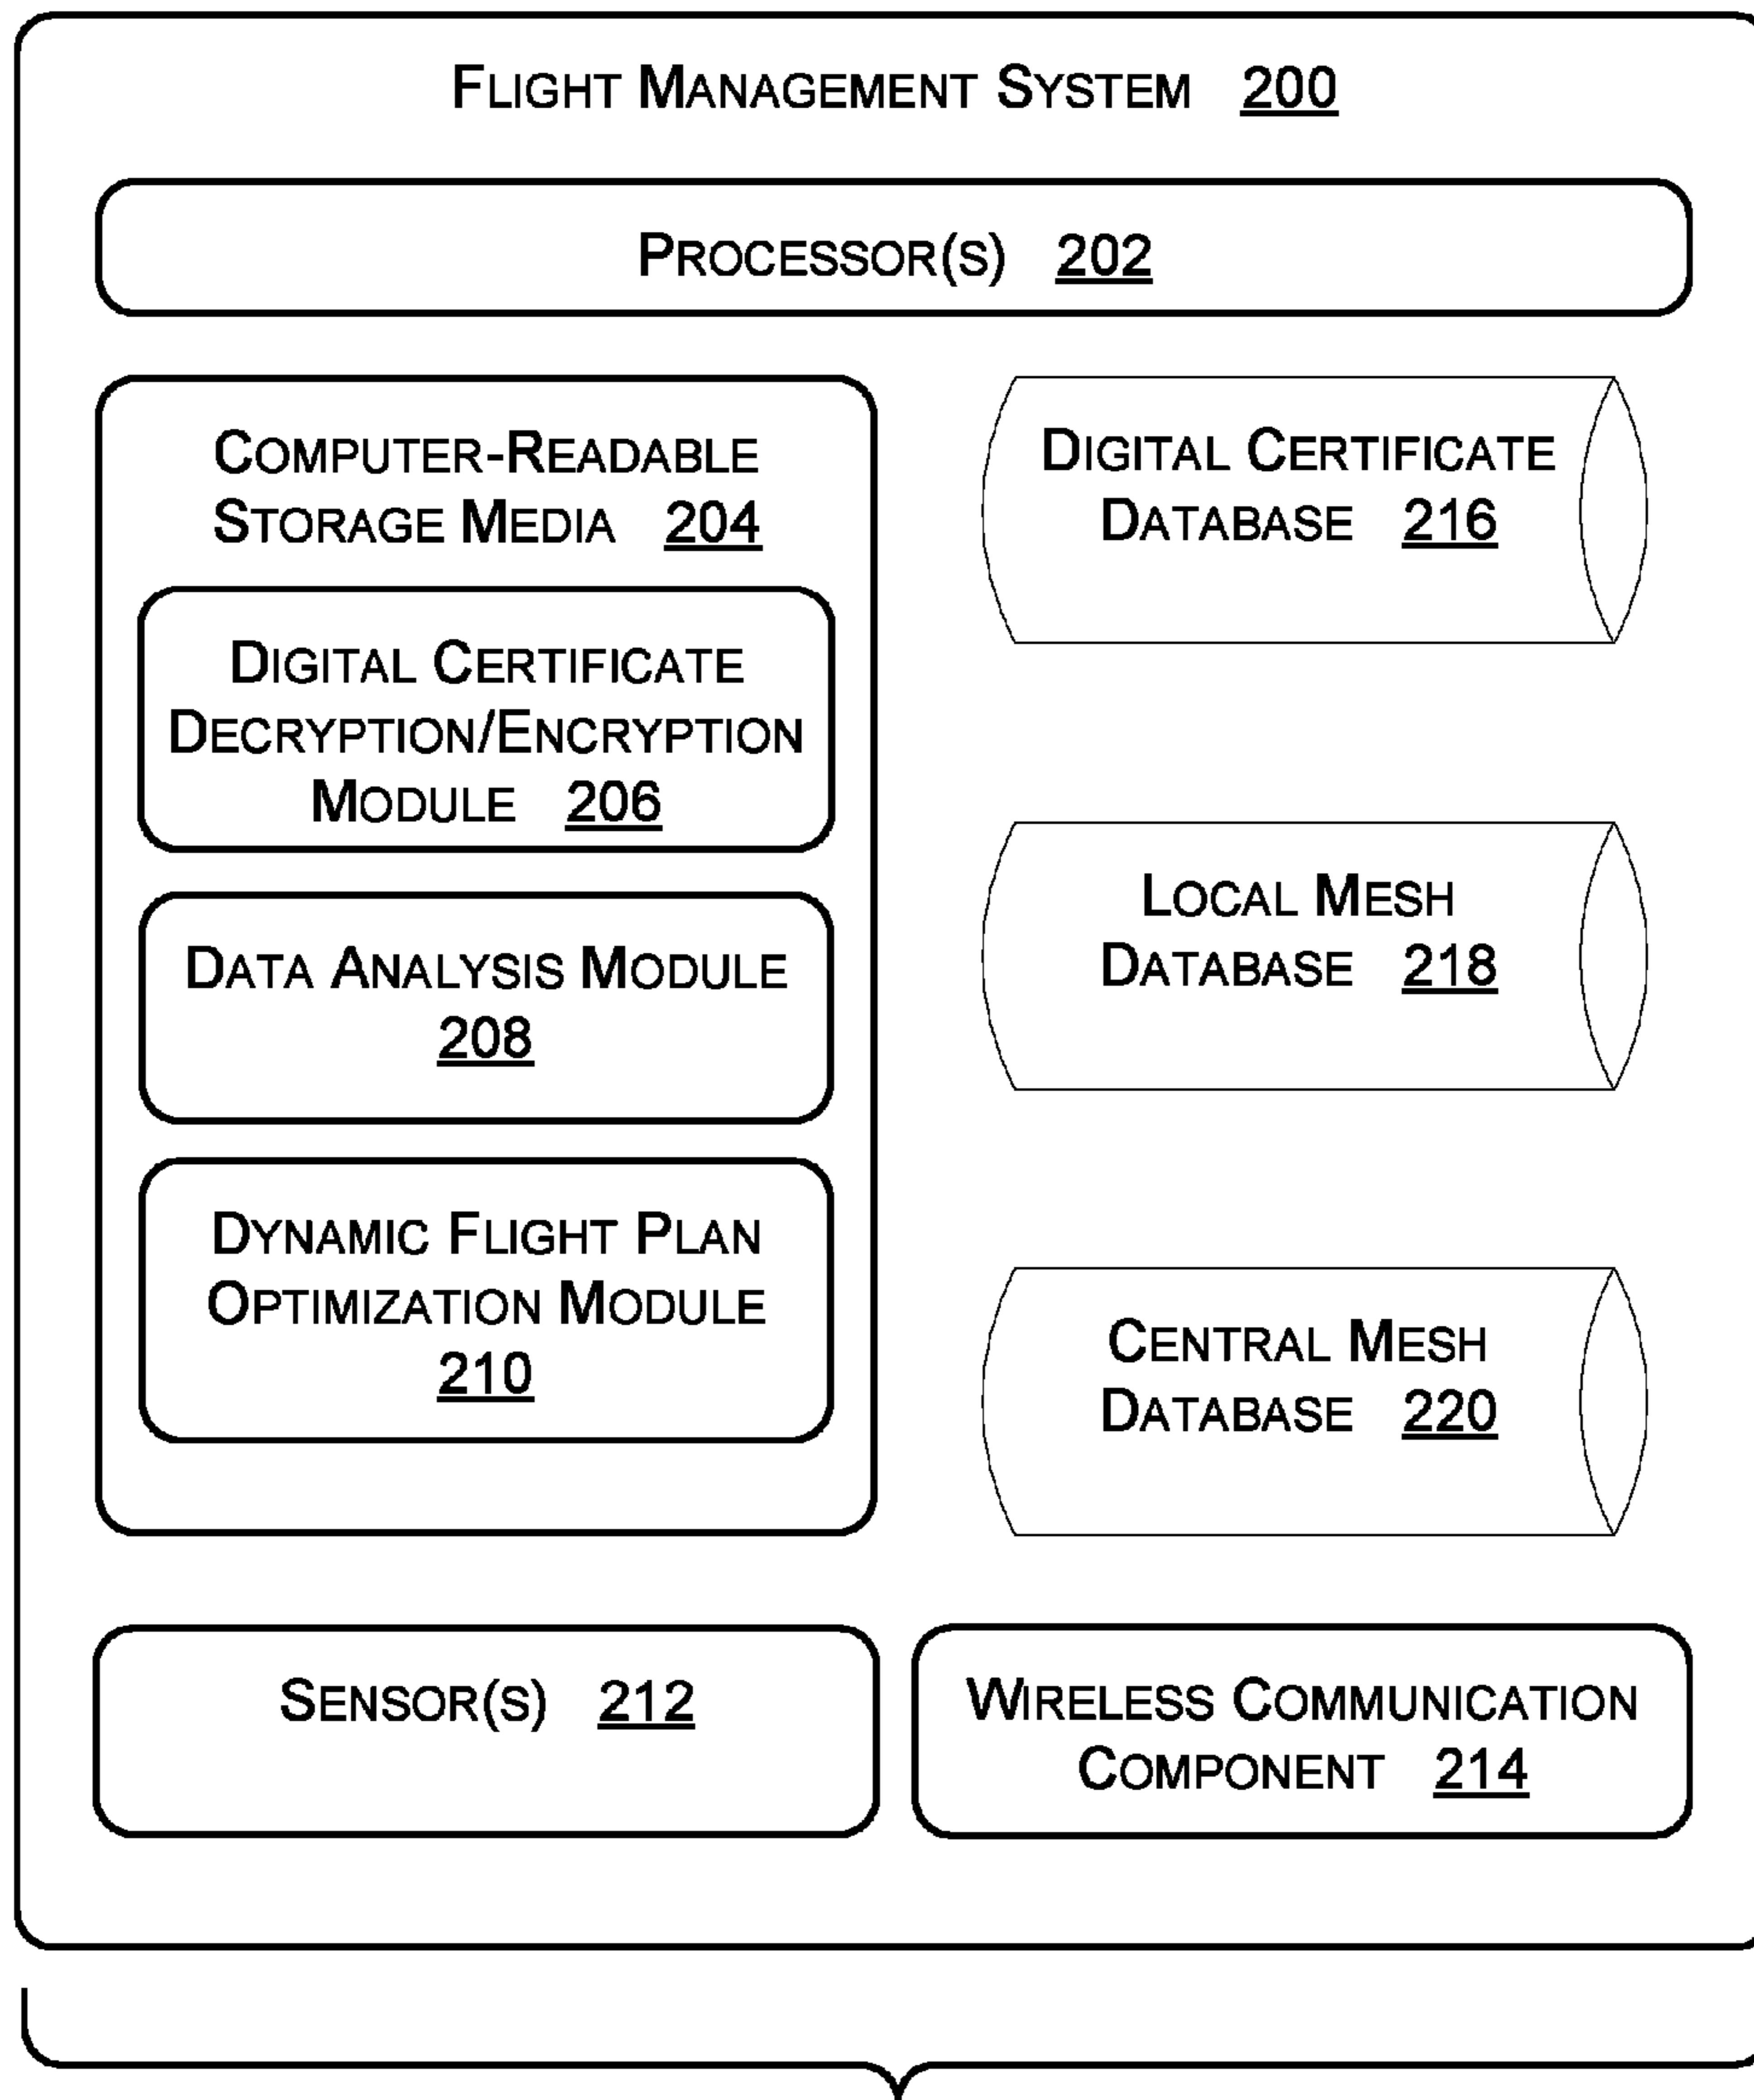 FLIGHT MANAGEMENT SYSTEM 200
PROCESSOR(S) 202
COMPUTER-READABLE
STORAGE MEDIA 204
DIGITAL CERTIFICATE
DECRYPTION/ENCRYPTION
MODULE 206
DATA ANALYSIS MODULE
208
DYNAMIC FLIGHT PLAN
OPTIMIZATION MODULE
210
DIGITAL CERTIFICATE
DATABASE 216
LOCAL MESH
DATABASE 218
CENTRAL MESH
DATABASE 220
SENSOR(S) 212
WIRELESS COMMUNICATION
COMPONENT 214